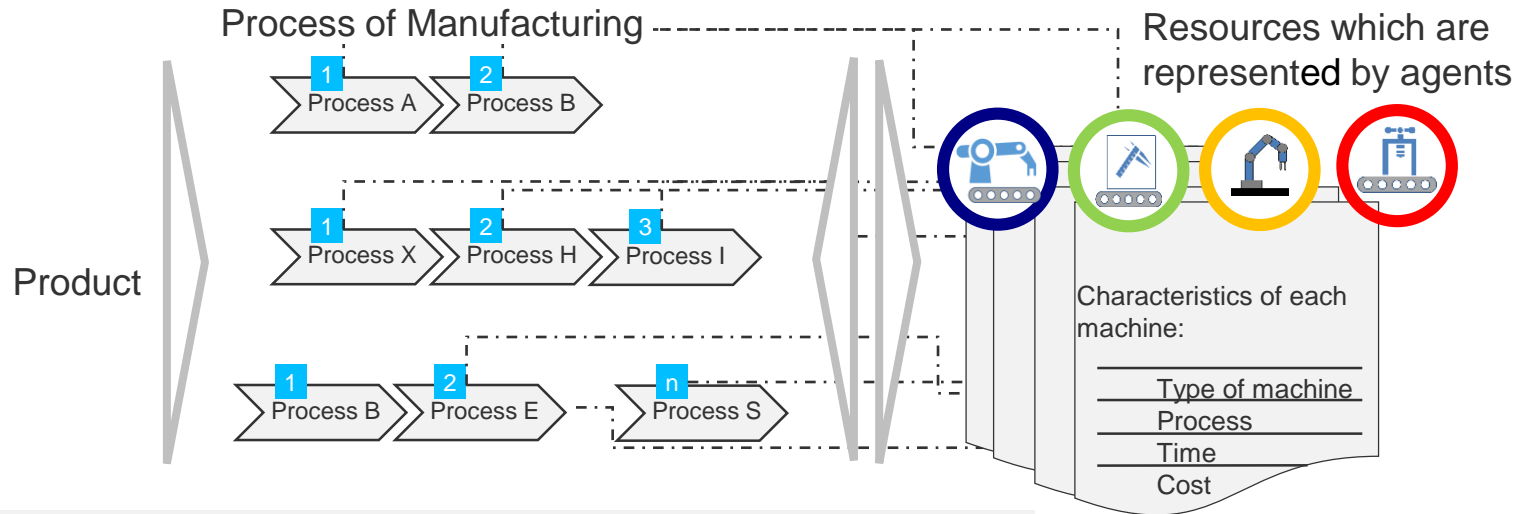 Process of Manufacturing
Resources which are
represented by agents
1
2
Process A
Process B
1
2
3
Process X
Process H
Process I
Product
1
2
n
Process B
Process E
Process S
Characteristics of each
machine:
Type of machine
Process
Time
Cost